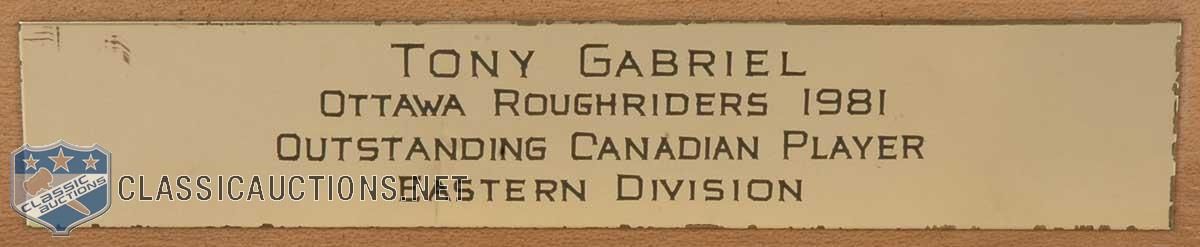 TONY GABRIEL
OTTAWA ROUGHRIDERS 1981
OUTSTANDING CANADIAN PLAYER
EASTERN DIVISION
CLASSIC AUCTIONS
CLASSICAUCTIONS.NET